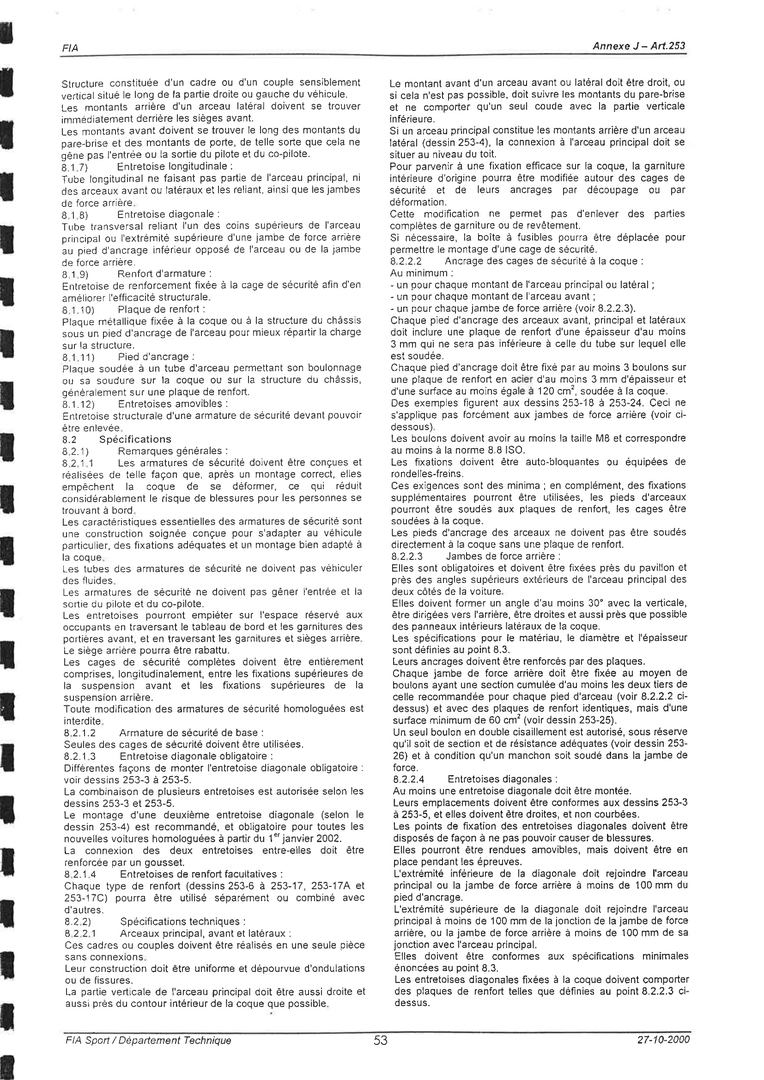 FIA
Annexe J – Art.253
Structure constituée d'un cadre ou d'un couple sensiblement
vertical situé le long de la partie droite ou gauche du véhicule.
Les montants arrière d'un arceau latéral doivent se trouver
immédiatement derrière les sièges avant.
Les montants avant doivent se trouver le long des montants du
pare-brise et des montants de porte, de telle sorte que cela ne
gêne pas l'entrée ou la sortie du pilote et du co-pilote.
8.1.7) Entretoise longitudinale :
Tube longitudinal ne faisant pas partie de l'arceau principal, ni
des arceaux avant ou latéraux et les reliant, ainsi que les jambes
de force arrière.
8.1.8) Entretoise diagonale :
Tube transversal reliant l'un des coins supérieurs de l'arceau
principal ou l'extrémité supérieure d'une jambe de force arrière
au pied d'ancrage inférieur opposé de l'arceau ou de la jambe
de force arrière.
8.1.9) Renfort d'armature :
Entretoise de renforcement fixée à la cage de sécurité afin d'en
améliorer l'efficacité structurale.
8.1.10) Plaque de renfort :
Plaque métallique fixée à la coque ou à la structure du châssis
sous un pied d'ancrage de l'arceau pour mieux répartir la charge
sur la structure.
8.1.11) Pied d'ancrage :
Plaque soudée à un tube d'arceau permettant son boulonnage
ou sa soudure sur la coque ou sur la structure du châssis,
généralement sur une plaque de renfort.
8.1.12) Entretoises amovibles :
Entretoise structurale d'une armature de sécurité devant pouvoir
être enlevée.
8.2 Spécifications
8.2.1) Remarques générales :
8.2.1.1 Les armatures de sécurité doivent être conçues et
réalisées de telle façon que, après un montage correct, elles
empêchent la coque de se déformer, ce qui réduit
considérablement le risque de blessures pour les personnes se
trouvant à bord.
Les caractéristiques essentielles des armatures de sécurité sont
une construction soignée conçue pour s'adapter au véhicule
particulier, des fixations adéquates et un montage bien adapté à
la coque.
Les tubes des armatures de sécurité ne doivent pas véhiculer
des fluides.
Les armatures de sécurité ne doivent pas gêner l'entrée et la
sortie du pilote et du co-pilote.
Les entretoises pourront empiéter sur l'espace réservé aux
occupants en traversant le tableau de bord et les garnitures des
portières avant, et en traversant les garnitures et sièges arrière.
Le siège arrière pourra être rabattu.
Les cages de sécurité complètes doivent être entièrement
comprises, longitudinalement, entre les fixations supérieures de
la suspension avant et les fixations supérieures de la
suspension arrière.
Toute modification des armatures de sécurité homologuées est
interdite.
8.2.1.2 Armature de sécurité de base :
Seules des cages de sécurité doivent être utilisées.
8.2.1.3 Entretoise diagonale obligatoire :
Différentes façons de monter l'entretoise diagonale obligatoire :
voir dessins 253-3 à 253-5.
La combinaison de plusieurs entretoises est autorisée selon les
dessins 253-3 et 253-5.
Le montage d'une deuxième entretoise diagonale (selon le
dessin 253-4) est recommandé, et obligatoire pour toutes les
nouvelles voitures homologuées à partir du 1er janvier 2002.
La connexion des deux entretoises entre-elles doit être
renforcée par un gousset.
8.2.1.4 Entretoises de renfort facultatives :
Chaque type de renfort (dessins 253-6 à 253-17, 253-17A et
253-17C) pourra être utilisé séparément ou combiné avec
d'autres.
8.2.2) Spécifications techniques :
8.2.2.1 Arceaux principal, avant et latéraux :
Ces cadres ou couples doivent être réalisés en une seule pièce
sans connexions.
Leur construction doit être uniforme et dépourvue d'ondulations
ou de fissures.
La partie verticale de l'arceau principal doit être aussi droite et
aussi près du contour intérieur de la coque que possible.
Le montant avant d'un arceau avant ou latéral doit être droit, ou
si cela n'est pas possible, doit suivre les montants du pare-brise
et ne comporter qu'un seul coude avec la partie verticale
inférieure.
Si un arceau principal constitue les montants arrière d'un arceau
latéral (dessin 253-4), la connexion à l'arceau principal doit se
situer au niveau du toit.
Pour parvenir à une fixation efficace sur la coque, la garniture
intérieure d'origine pourra être modifiée autour des cages de
sécurité et de leurs ancrages par découpage ou par
déformation.
Cette modification ne permet pas d'enlever des parties
complètes de garniture ou de revêtement.
Si nécessaire, la boîte à fusibles pourra être déplacée pour
permettre le montage d'une cage de sécurité.
8.2.2.2 Ancrage des cages de sécurité à la coque :
Au minimum :
- un pour chaque montant de l'arceau principal ou latéral ;
- un pour chaque montant de l'arceau avant ;
- un pour chaque jambe de force arrière (voir 8.2.2.3).
Chaque pied d'ancrage des arceaux avant, principal et latéraux
doit inclure une plaque de renfort d'une épaisseur d'au moins
3 mm qui ne sera pas inférieure à celle du tube sur lequel elle
est soudée.
Chaque pied d'ancrage doit être fixé par au moins 3 boulons sur
une plaque de renfort en acier d'au moins 3 mm d'épaisseur et
d'une surface au moins égale à 120 cm², soudée à la coque.
Des exemples figurent aux dessins 253-18 à 253-24. Ceci ne
s'applique pas forcément aux jambes de force arrière (voir ci-
dessous).
Les boulons doivent avoir au moins la taille M8 et correspondre
au moins à la norme 8.8 ISO.
Les fixations doivent être auto-bloquantes ou équipées de
rondelles-freins.
Ces exigences sont des minima ; en complément, des fixations
supplémentaires pourront être utilisées, les pieds d'arceaux
pourront être soudés aux plaques de renfort, les cages être
soudées à la coque.
Les pieds d'ancrage des arceaux ne doivent pas être soudés
directement à la coque sans une plaque de renfort.
8.2.2.3 Jambes de force arrière :
Elles sont obligatoires et doivent être fixées près du pavillon et
près des angles supérieurs extérieurs de l'arceau principal des
deux côtés de la voiture.
Elles doivent former un angle d'au moins 30° avec la verticale,
être dirigées vers l'arrière, être droites et aussi près que possible
des panneaux intérieurs latéraux de la coque.
Les spécifications pour le matériau, le diamètre et l'épaisseur
sont définies au point 8.3.
Leurs ancrages doivent être renforcés par des plaques.
Chaque jambe de force arrière doit être fixée au moyen de
boulons ayant une section cumulée d'au moins les deux tiers de
celle recommandée pour chaque pied d'arceau (voir 8.2.2.2 ci-
dessus) et avec des plaques de renfort identiques, mais d'une
surface minimum de 60 cm² (voir dessin 253-25).
Un seul boulon en double cisaillement est autorisé, sous réserve
qu'il soit de section et de résistance adéquates (voir dessin 253-
26) et à condition qu'un manchon soit soudé dans la jambe de
force.
8.2.2.4 Entretoises diagonales :
Au moins une entretoise diagonale doit être montée.
Leurs emplacements doivent être conformes aux dessins 253-3
à 253-5, et elles doivent être droites, et non courbées.
Les points de fixation des entretoises diagonales doivent être
disposés de façon à ne pas pouvoir causer de blessures.
Elles pourront être rendues amovibles, mais doivent être en
place pendant les épreuves.
L'extrémité inférieure de la diagonale doit rejoindre l'arceau
principal ou la jambe de force arrière à moins de 100 mm du
pied d'ancrage.
L'extrémité supérieure de la diagonale doit rejoindre l'arceau
principal à moins de 100 mm de la jonction de la jambe de force
arrière, ou la jambe de force arrière à moins de 100 mm de sa
jonction avec l'arceau principal.
Elles doivent être conformes aux spécifications minimales
énoncées au point 8.3.
Les entretoises diagonales fixées à la coque doivent comporter
des plaques de renfort telles que définies au point 8.2.2.3 ci-
dessus.
FIA Sport / Département Technique
53
27-10-2000